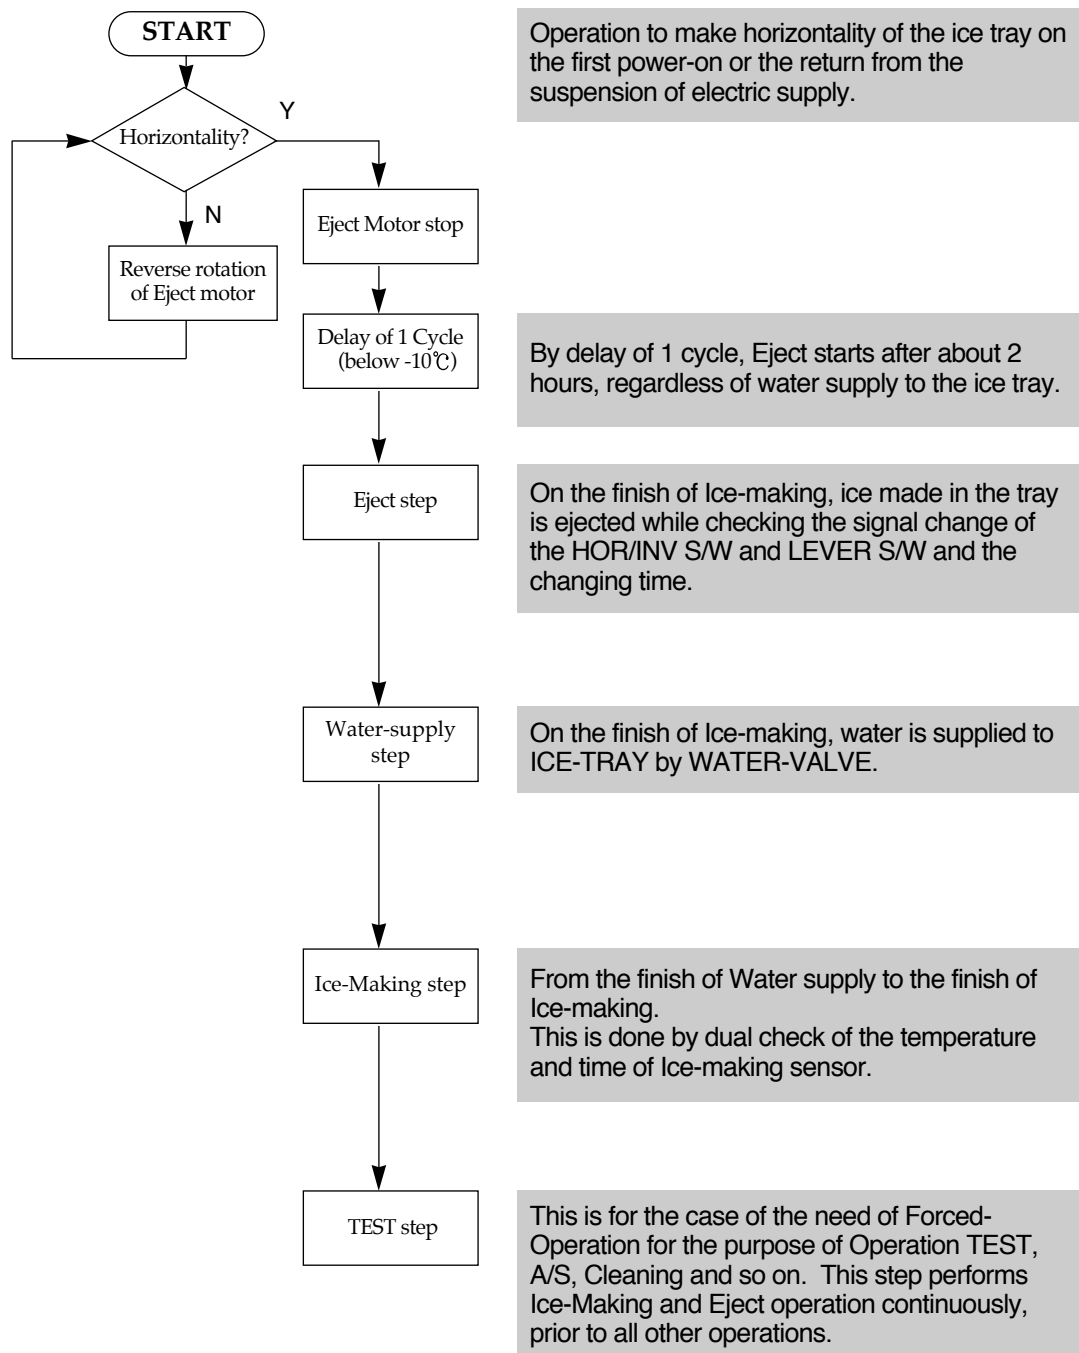 START
Operation to make horizontality of the ice tray on
the first power-on or the return from the
suspension of electric supply.
Y
Horizontality?
N
Eject Motor stop
Reverse rotation
of Eject motor
Delay of 1 Cycle
(below -10℃)
By delay of 1 cycle, Eject starts after about 2
hours, regardless of water supply to the ice tray.
Eject step
On the finish of Ice-making, ice made in the tray
is ejected while checking the signal change of
the HOR/INV S/W and LEVER S/W and the
changing time.
Water-supply
step
On the finish of Ice-making, water is supplied to
ICE-TRAY by WATER-VALVE.
Ice-Making step
From the finish of Water supply to the finish of
Ice-making.
This is done by dual check of the temperature
and time of Ice-making sensor.
TEST step
This is for the case of the need of Forced-
Operation for the purpose of Operation TEST,
A/S, Cleaning and so on.  This step performs
Ice-Making and Eject operation continuously,
prior to all other operations.